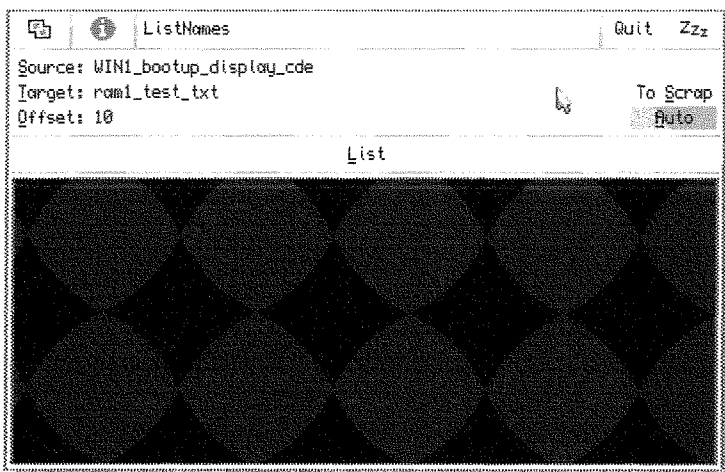 ListNames Quit Zzz
Source: WIN1_bootup_display_cde
Target: ram1_test_txt To Scrap
Offset: 10 Auto
List